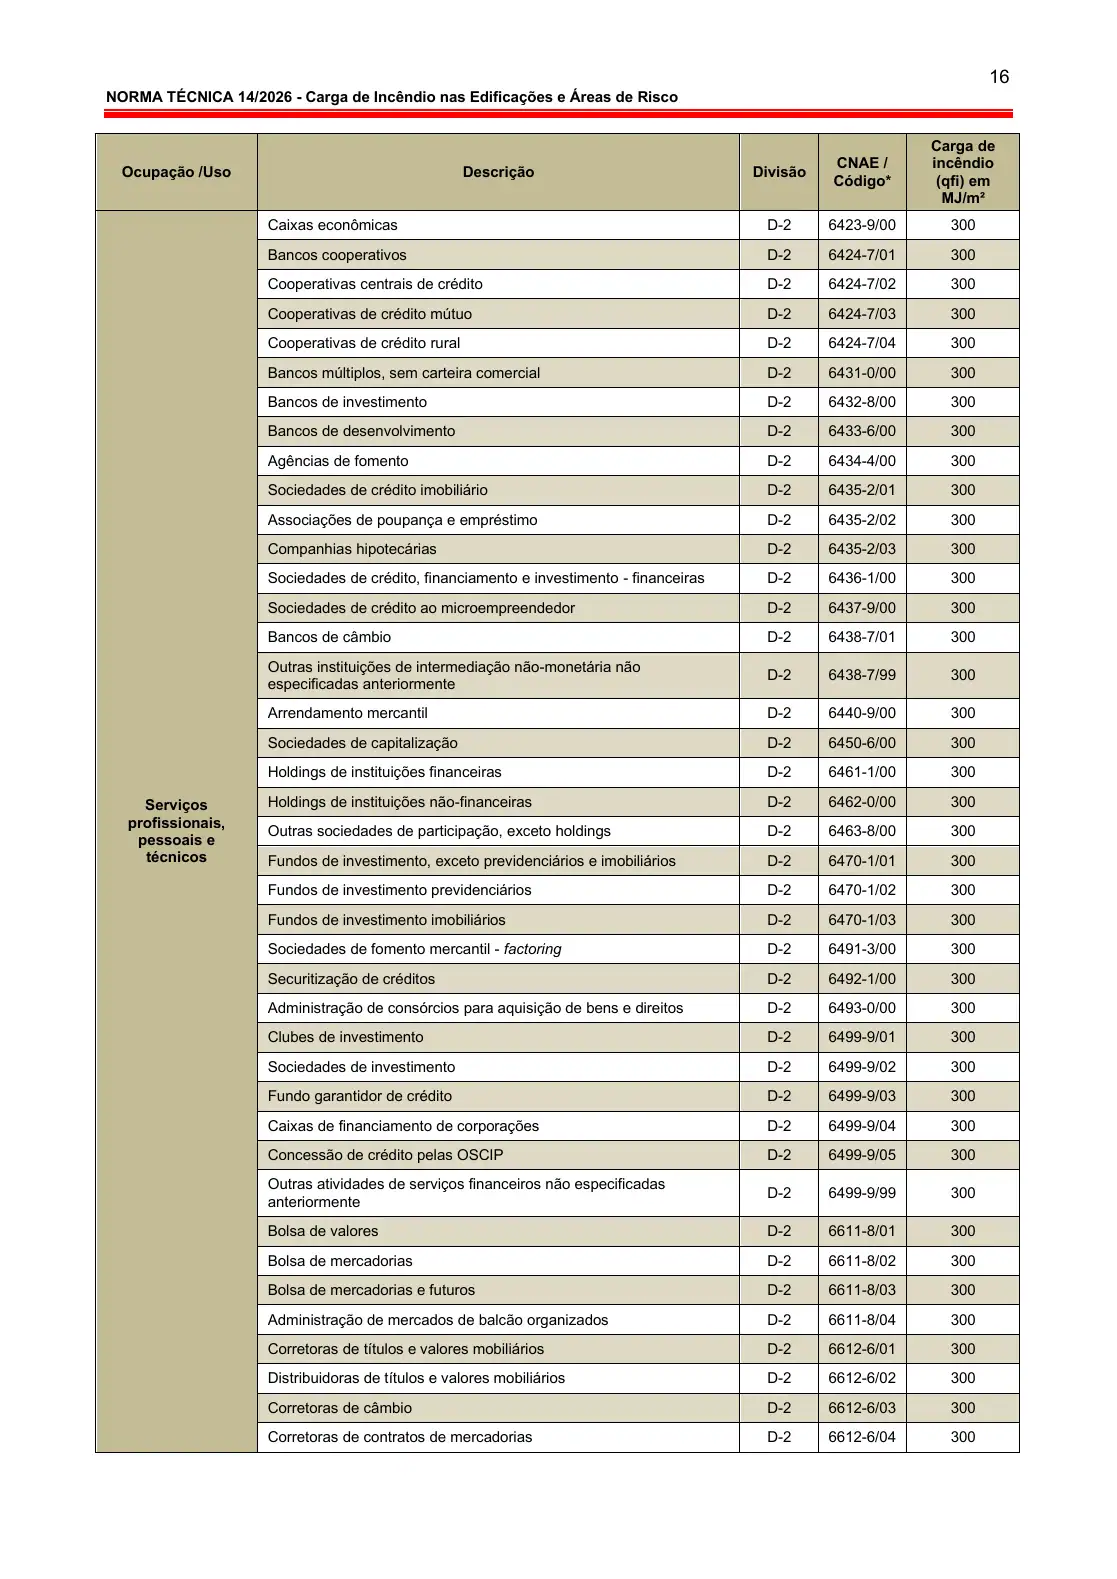 16
NORMA TÉCNICA 14/2026 - Carga de Incêndio nas Edificações e Áreas de Risco
Ocupação /Uso Descrição Divisão CNAE / Código* Carga de incêndio (qfi) em MJ/m²
Serviços profissionais, pessoais e técnicos
Caixas econômicas D-2 6423-9/00 300
Bancos cooperativos D-2 6424-7/01 300
Cooperativas centrais de crédito D-2 6424-7/02 300
Cooperativas de crédito mútuo D-2 6424-7/03 300
Cooperativas de crédito rural D-2 6424-7/04 300
Bancos múltiplos, sem carteira comercial D-2 6431-0/00 300
Bancos de investimento D-2 6432-8/00 300
Bancos de desenvolvimento D-2 6433-6/00 300
Agências de fomento D-2 6434-4/00 300
Sociedades de crédito imobiliário D-2 6435-2/01 300
Associações de poupança e empréstimo D-2 6435-2/02 300
Companhias hipotecárias D-2 6435-2/03 300
Sociedades de crédito, financiamento e investimento - financeiras D-2 6436-1/00 300
Sociedades de crédito ao microempreendedor D-2 6437-9/00 300
Bancos de câmbio D-2 6438-7/01 300
Outras instituições de intermediação não-monetária não
especificadas anteriormente D-2 6438-7/99 300
Arrendamento mercantil D-2 6440-9/00 300
Sociedades de capitalização D-2 6450-6/00 300
Holdings de instituições financeiras D-2 6461-1/00 300
Holdings de instituições não-financeiras D-2 6462-0/00 300
Outras sociedades de participação, exceto holdings D-2 6463-8/00 300
Fundos de investimento, exceto previdenciários e imobiliários D-2 6470-1/01 300
Fundos de investimento previdenciários D-2 6470-1/02 300
Fundos de investimento imobiliários D-2 6470-1/03 300
Sociedades de fomento mercantil - factoring D-2 6491-3/00 300
Securitização de créditos D-2 6492-1/00 300
Administração de consórcios para aquisição de bens e direitos D-2 6493-0/00 300
Clubes de investimento D-2 6499-9/01 300
Sociedades de investimento D-2 6499-9/02 300
Fundo garantidor de crédito D-2 6499-9/03 300
Caixas de financiamento de corporações D-2 6499-9/04 300
Concessão de crédito pelas OSCIP D-2 6499-9/05 300
Outras atividades de serviços financeiros não especificadas
anteriormente D-2 6499-9/99 300
Bolsa de valores D-2 6611-8/01 300
Bolsa de mercadorias D-2 6611-8/02 300
Bolsa de mercadorias e futuros D-2 6611-8/03 300
Administração de mercados de balcão organizados D-2 6611-8/04 300
Corretoras de títulos e valores mobiliários D-2 6612-6/01 300
Distribuidoras de títulos e valores mobiliários D-2 6612-6/02 300
Corretoras de câmbio D-2 6612-6/03 300
Corretoras de contratos de mercadorias D-2 6612-6/04 300